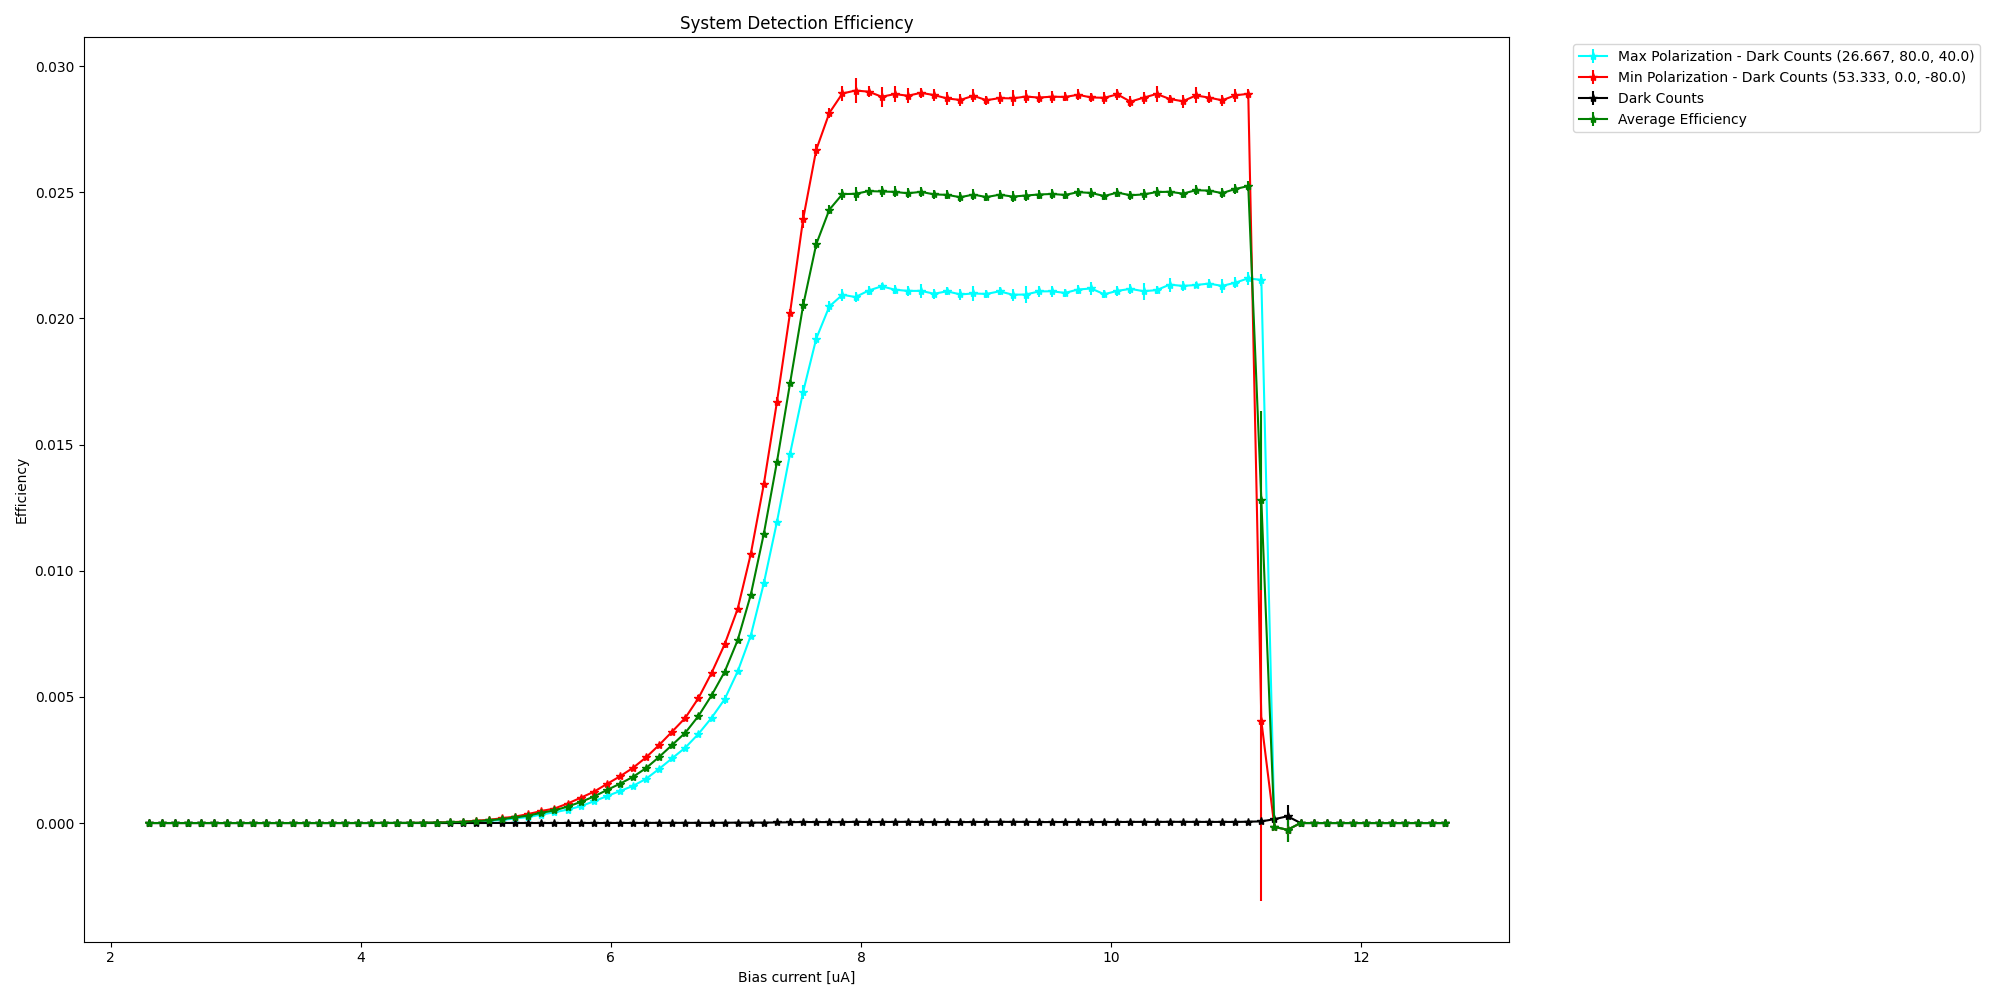 System Detection Efficiency
Max Polarization - Dark Counts (26.667, 80.0, 40.0)
Min Polarization - Dark Counts (53.333, 0.0, -80.0)
Dark Counts
Average Efficiency
0.030
0.025
0.020
0.015
0.010
0.005
0.000
Efficiency
2 4 6 8 10 12
Bias current [uA]